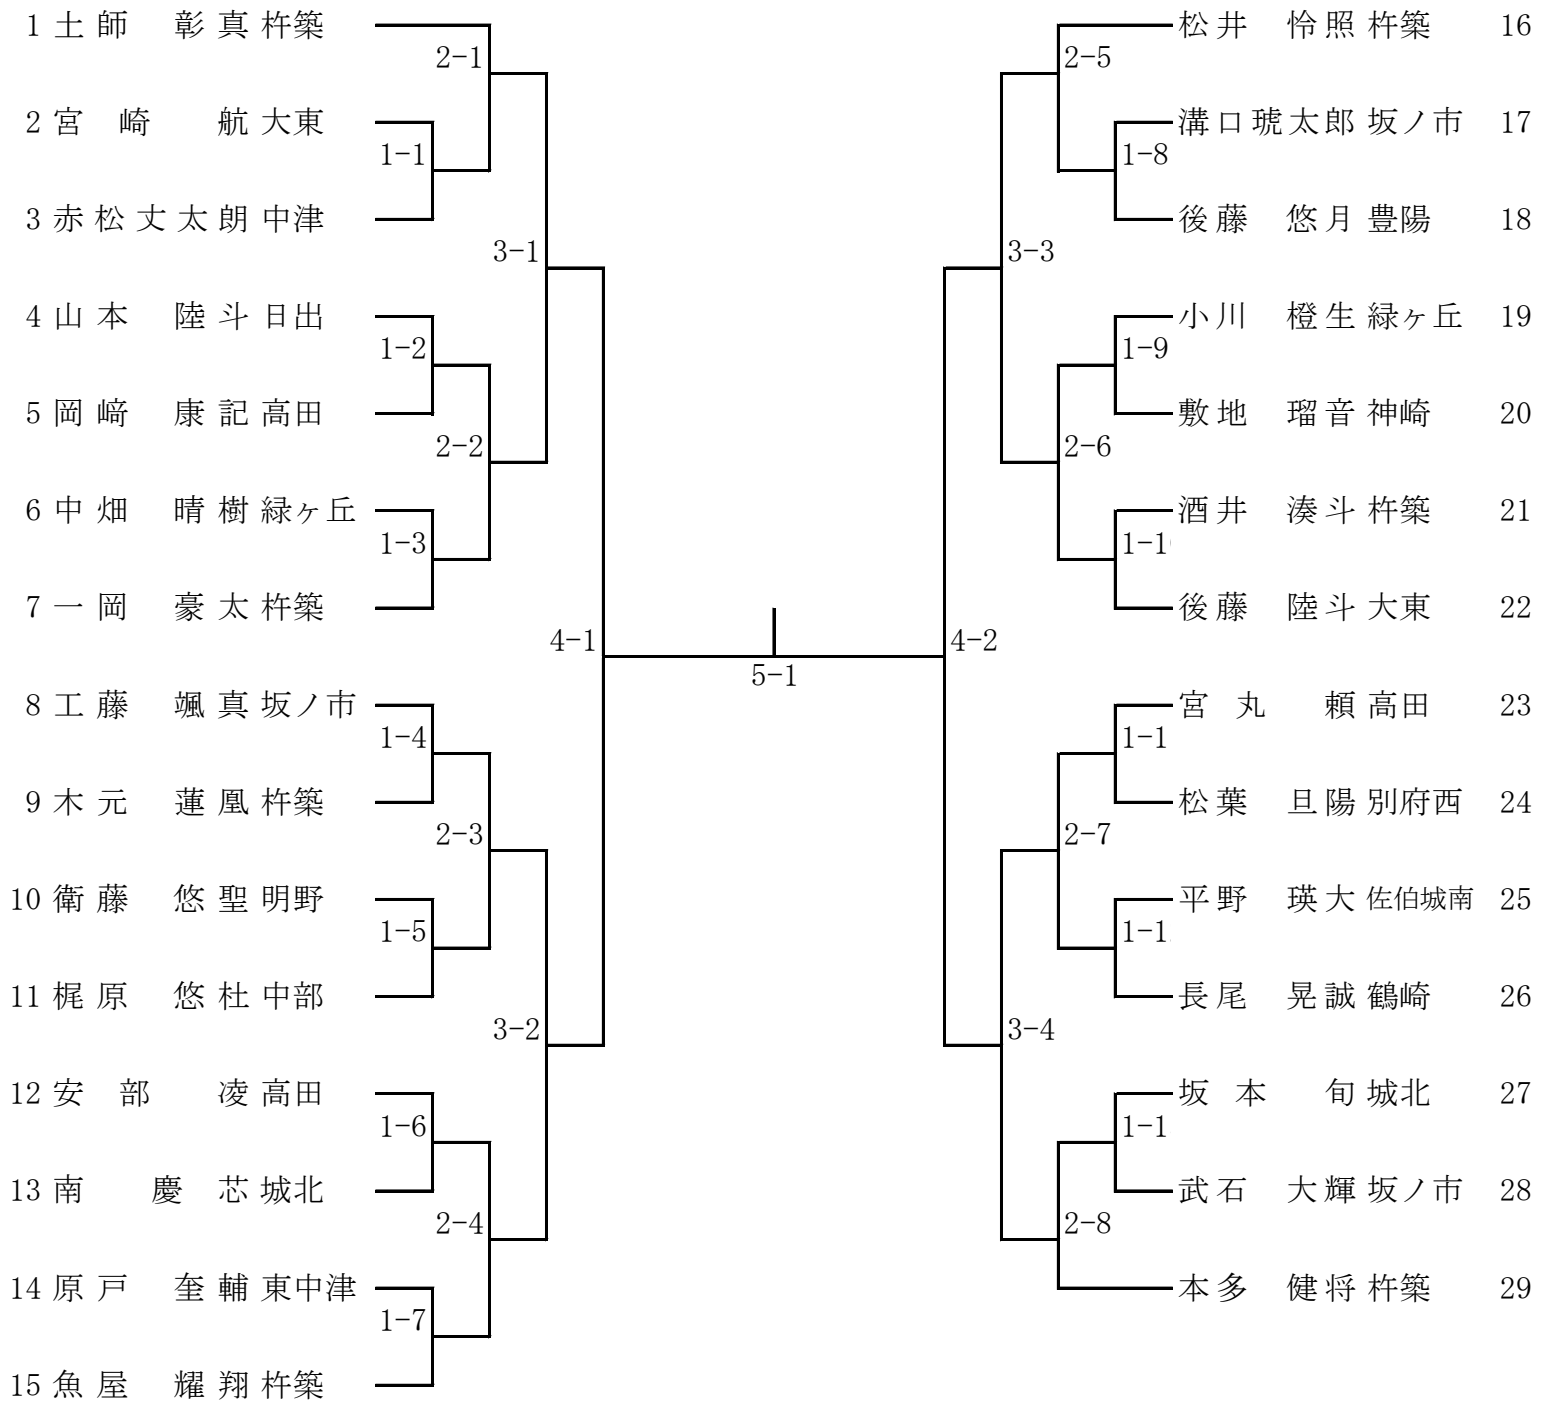 1 土師 彰真 杵築
2-1
2 宮崎 航 大東
1-1
3 赤松丈太朗 中津
3-1
4 山本 陸斗 日出
1-2
5 岡﨑 康記 高田
2-2
6 中畑 晴樹 緑ヶ丘
1-3
7 一岡 豪太 杵築
4-1
8 工藤 颯真 坂ノ市
1-4
9 木元 蓮凰 杵築
2-3
10 衛藤 悠聖 明野
1-5
11 梶原 悠杜 中部
3-2
12 安部 凌 高田
1-6
13 南 慶芯 城北
2-4
14 原戸 奎輔 東中津
1-7
15 魚屋 耀翔 杵築
5-1
松井 怜照 杵築 16
2-5
溝口琥太郎 坂ノ市 17
1-8
後藤 悠月 豊陽 18
3-3
小川 橙生 緑ヶ丘 19
1-9
敷地 瑠音 神崎 20
2-6
酒井 湊斗 杵築 21
1-1
後藤 陸斗 大東 22
4-2
宮丸 頼 高田 23
1-1
松葉 旦陽 別府西 24
2-7
平野 瑛大 佐伯城南 25
1-1
長尾 晃誠 鶴崎 26
3-4
坂本 旬 城北 27
1-1
武石 大輝 坂ノ市 28
2-8
本多 健将 杵築 29